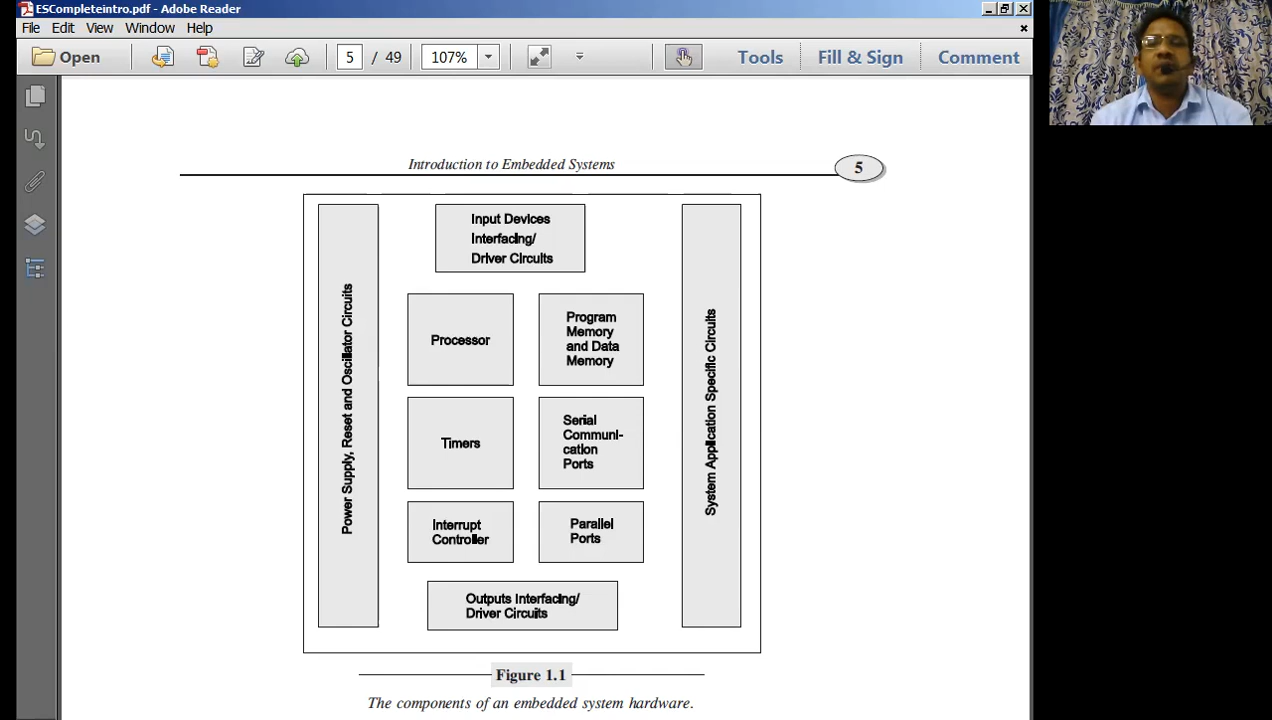 ESCompleteintro.pdf - Adobe Reader
File Edit View Window Help
Open 5 / 49 107% Tools Fill & Sign Comment
Introduction to Embedded Systems
5
Power Supply, Reset and Oscillator Circuits
Input Devices
Interfacing/
Driver Circuits
Processor
Program
Memory
and Data
Memory
Timers
Serial
Communi-
cation
Ports
Interrupt
Controller
Parallel
Ports
Outputs Interfacing/
Driver Circuits
System Application Specific Circuits
Figure 1.1
The components of an embedded system hardware.